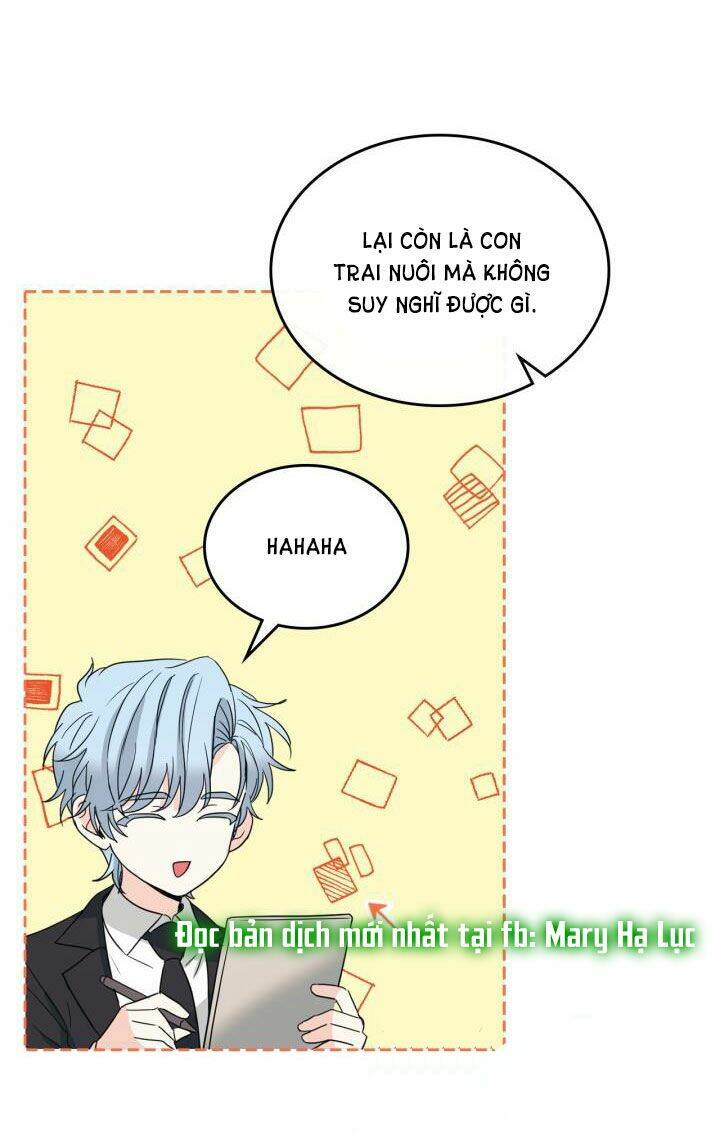 LẠI CÒN LÀ CON
TRAI NUÔI MÀ KHÔNG
SUY NGHĨ ĐƯỢC GÌ.
HAHAHA
Đọc bản dịch mới nhất tại fb: Mary Hạ Lục